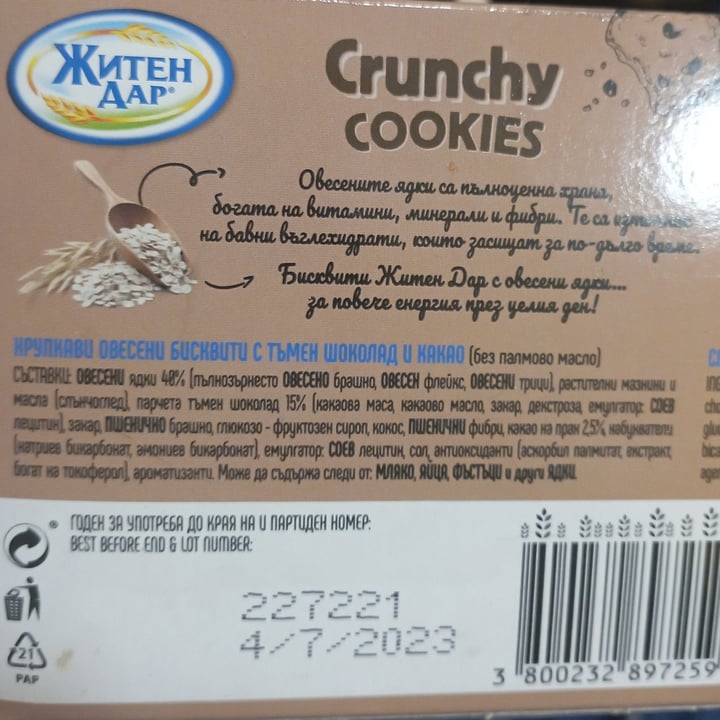 ЖИТЕН
ДАР®
Crunchy
COOKIES
Овесените ядки са пълноценна храна,
богата на витамини, минерали и фибри. Те са източник
на бавни въглехидрати, които засищат за по-дълго време.
Бисквити Житен Дар с овесени ядки...
за повече енергия през целия ден!
ХРУПКАВИ ОВЕСЕНИ БИСКВИТИ С ТЪМЕН ШОКОЛАД И КАКАО (без палмово масло)
СЪСТАВКИ: ОВЕСЕНИ ядки 40% (пълнозърнесто ОВЕСЕНО брашно, ОВЕСЕН флейкс, ОВЕСЕНИ трици), растителни мазнини и
масла (слънчоглед), парчета тъмен шоколад 15% (какаова маса, какаово масло, захар, декстроза, емулгатор: СОЕВ
лецитин), захар, ПШЕНИЧНО брашно, глюкозо - фруктозен сироп, кокос, ПШЕНИЧНИ фибри, какао на прах 2,5%, набухватели
(натриев бикарбонат, амониев бикарбонат), емулгатор: СОЕВ лецитин, сол, антиоксиданти (аскорбил палмитат, екстракт,
богат на токоферол), ароматизанти. Може да съдържа следи от: МЛЯКО, ЯЙЦА, ФЪСТЪЦИ и други ЯДКИ.
ГОДЕН ЗА УПОТРЕБА ДО КРАЯ НА И ПАРТИДЕН НОМЕР:
BEST BEFORE END & LOT NUMBER:
227221
4/7/2023
21
PAP
3 800232 897259